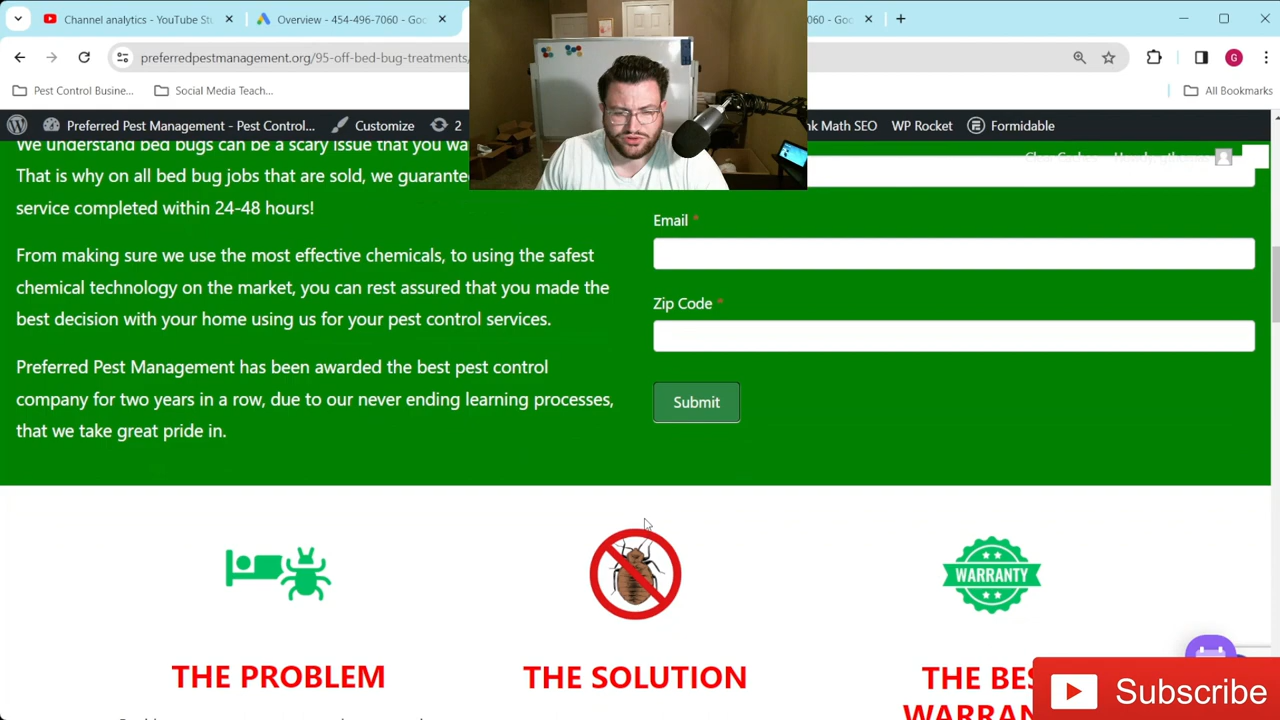 Channel analytics - YouTube Stu
Overview - 454-496-7060 - Goo
060 - Goo
preferredpestmanagement.org/95-off-bed-bug-treatments/
Pest Control Busine...
Social Media Teach...
All Bookmarks
Preferred Pest Management - Pest Control...
Customize
2
nk Math SEO
WP Rocket
Formidable
We understand bed bugs can be a scary issue that you wa
That is why on all bed bug jobs that are sold, we guarante
service completed within 24-48 hours!
From making sure we use the most effective chemicals, to using the safest
chemical technology on the market, you can rest assured that you made the
best decision with your home using us for your pest control services.
Preferred Pest Management has been awarded the best pest control
company for two years in a row, due to our never ending learning processes,
that we take great pride in.
Email *
Zip Code *
Submit
WARRANTY
THE PROBLEM
THE SOLUTION
THE BES
WARRAN
Subscribe